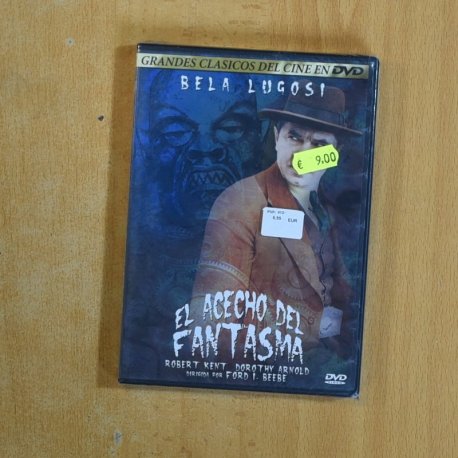 GRANDES CLASICOS DEL CINE EN DVD
BELA LUGOSI
€ 9,00
EUR
EL ACECHO DEL
FANTASMA
ROBERT KENT DOROTHY ARNOLD
DIRIGIDA POR FORD I. BEEBE
DVD